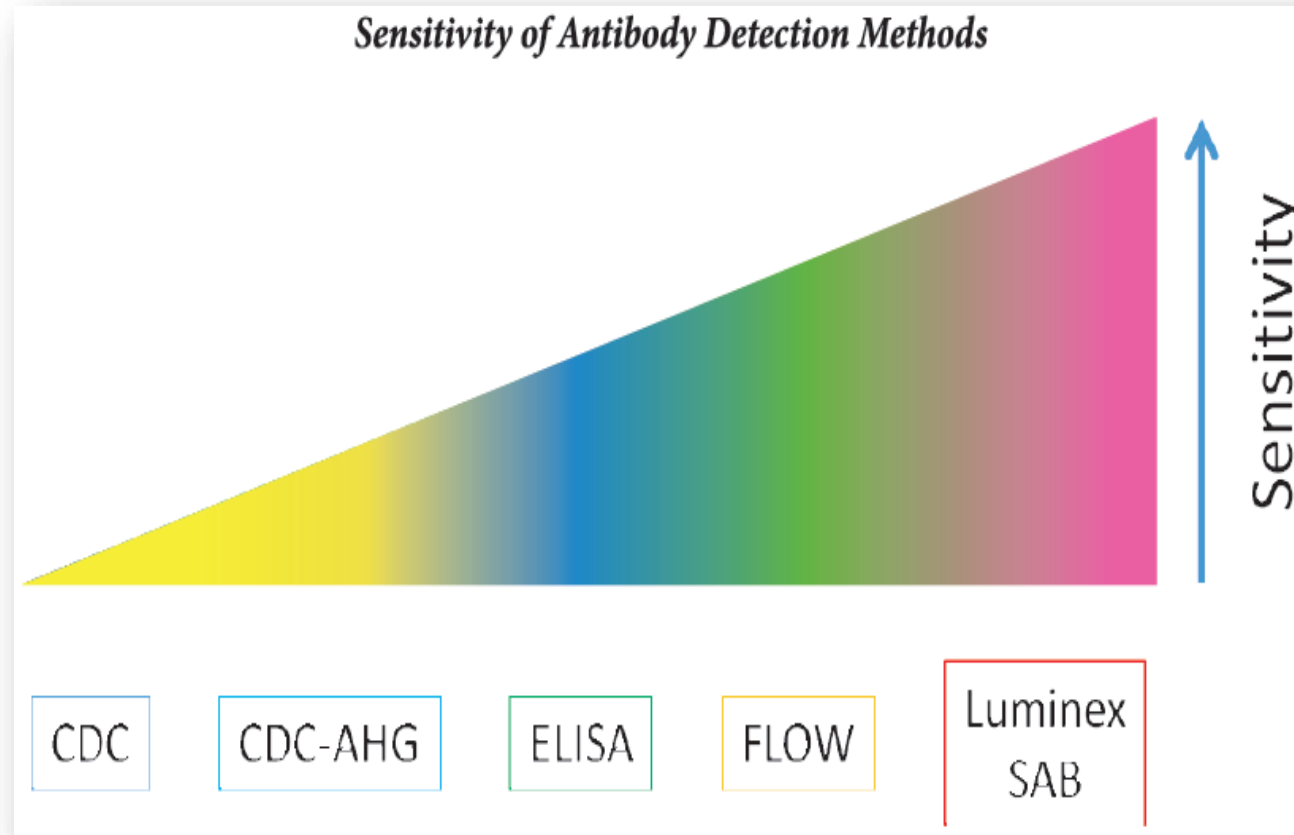 Sensitivity of Antibody Detection Methods
Sensitivity
CDC
CDC-AHG
ELISA
FLOW
Luminex
SAB